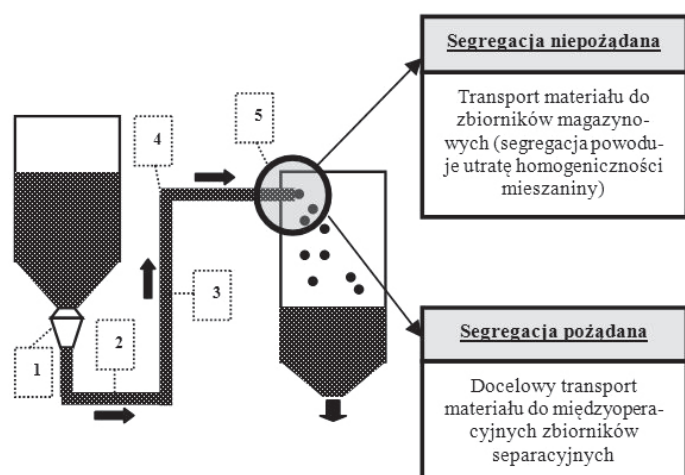 Segregacja niepożądana
Transport materiału do
zbiorników magazyno-
wych (segregacja powodu-
je utratę homogeniczności
mieszaniny)
5
4
3
2
1
Segregacja pożądana
Docelowy transport
materiału do międzyopera-
cyjnych zbiorników
separacyjnych